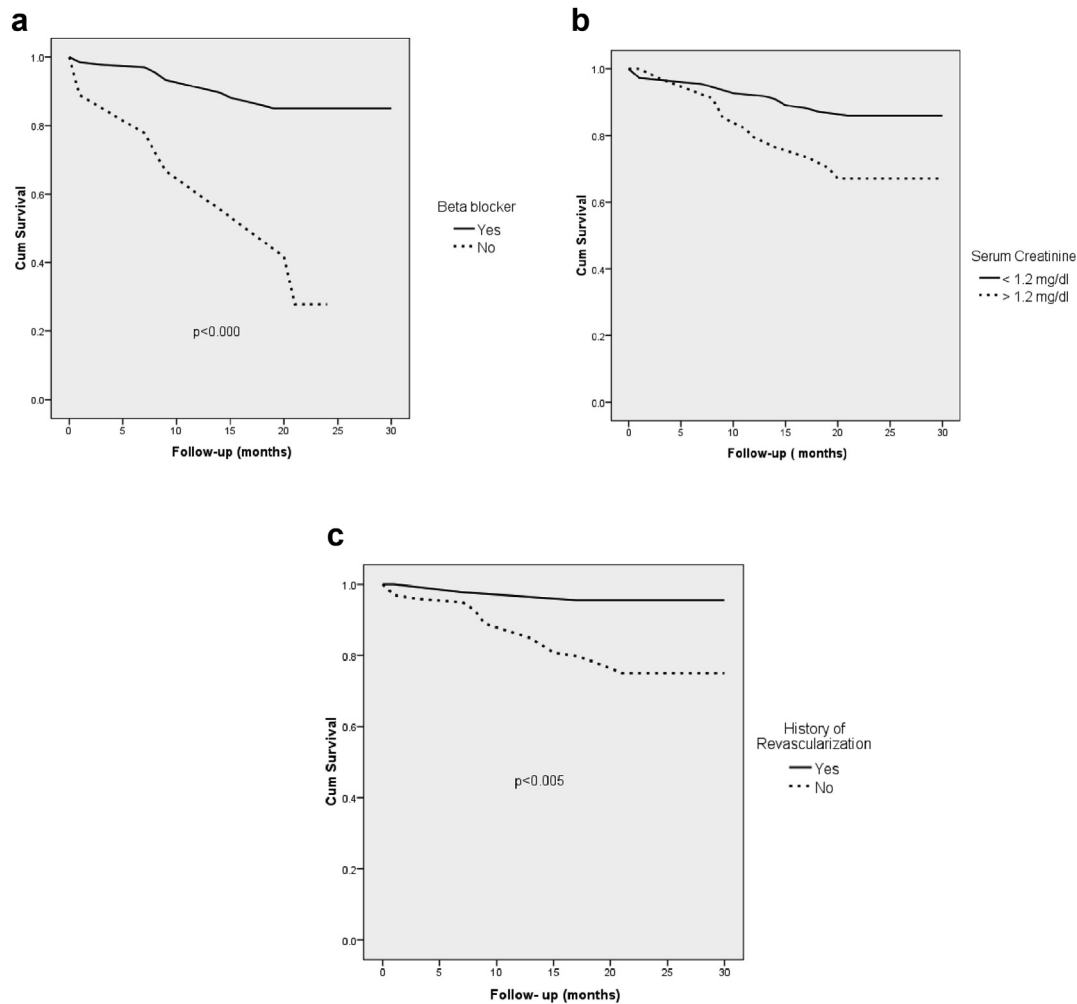 a
1.0
0.8
0.6
0.4
0.2
0.0
Cum Survival
p<0.000
0 5 10 15 20 25 30
Follow-up (months)
Beta blocker
Yes
No
b
1.0
0.8
0.6
0.4
0.2
0.0
Cum Survival
0 5 10 15 20 25 30
Follow-up ( months)
Serum Creatinine
< 1.2 mg/dl
> 1.2 mg/dl
c
1.0
0.8
0.6
0.4
0.2
0.0
Cum Survival
p<0.005
0 5 10 15 20 25 30
Follow- up (months)
History of
Revascularization
Yes
No